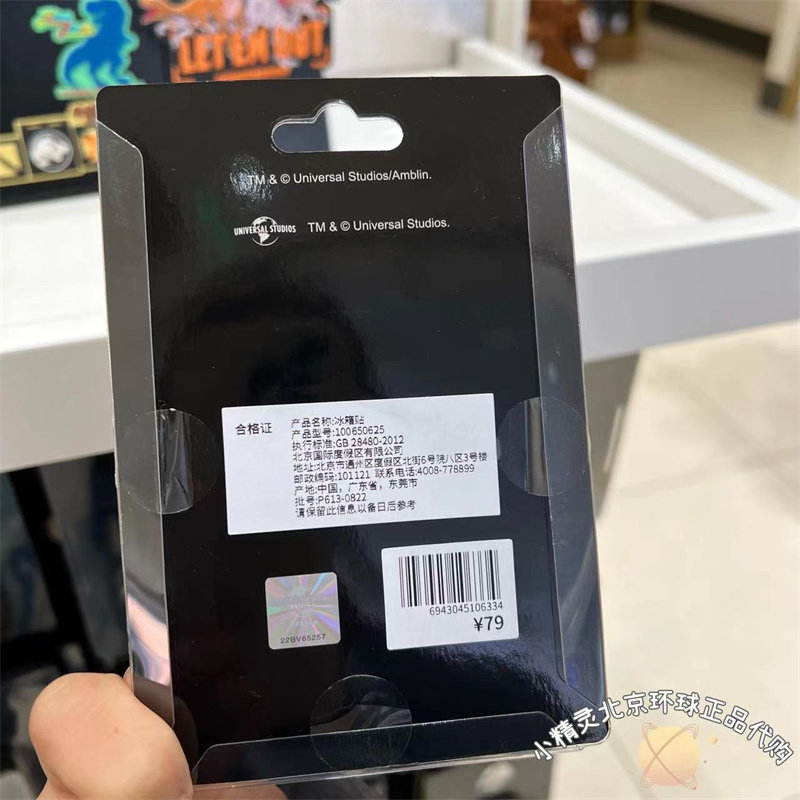 LET EM OUT
TM & © Universal Studios/Amblin.
UNIVERSAL STUDIOS
TM & © Universal Studios.
合格证
产品名称:冰箱贴
产品型号:100650625
执行标准:GB 28480-2012
北京国际度假区有限公司
地址:北京市通州区度假区北街6号院八区3号楼
邮政编码:101121 联系电话:4008-778899
产地:中国，广东省，东莞市
批号:P613-0822
请保留此信息以备日后参考
6943045106334
¥79
22BV65257
小精灵北京环球正品代购